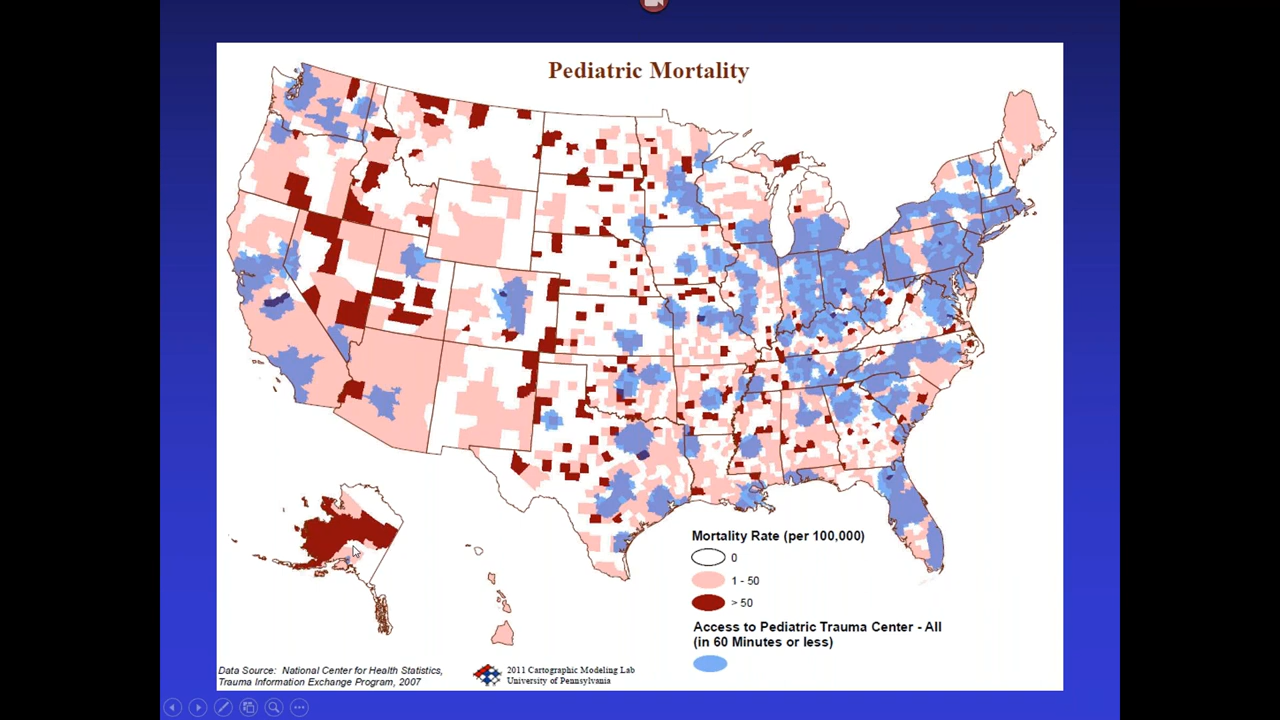 Pediatric Mortality
Mortality Rate (per 100,000)
0
1 - 50
> 50
Access to Pediatric Trauma Center - All
(in 60 Minutes or less)
Data Source: National Center for Health Statistics,
Trauma Information Exchange Program, 2007
2011 Cartographic Modeling Lab
University of Pennsylvania